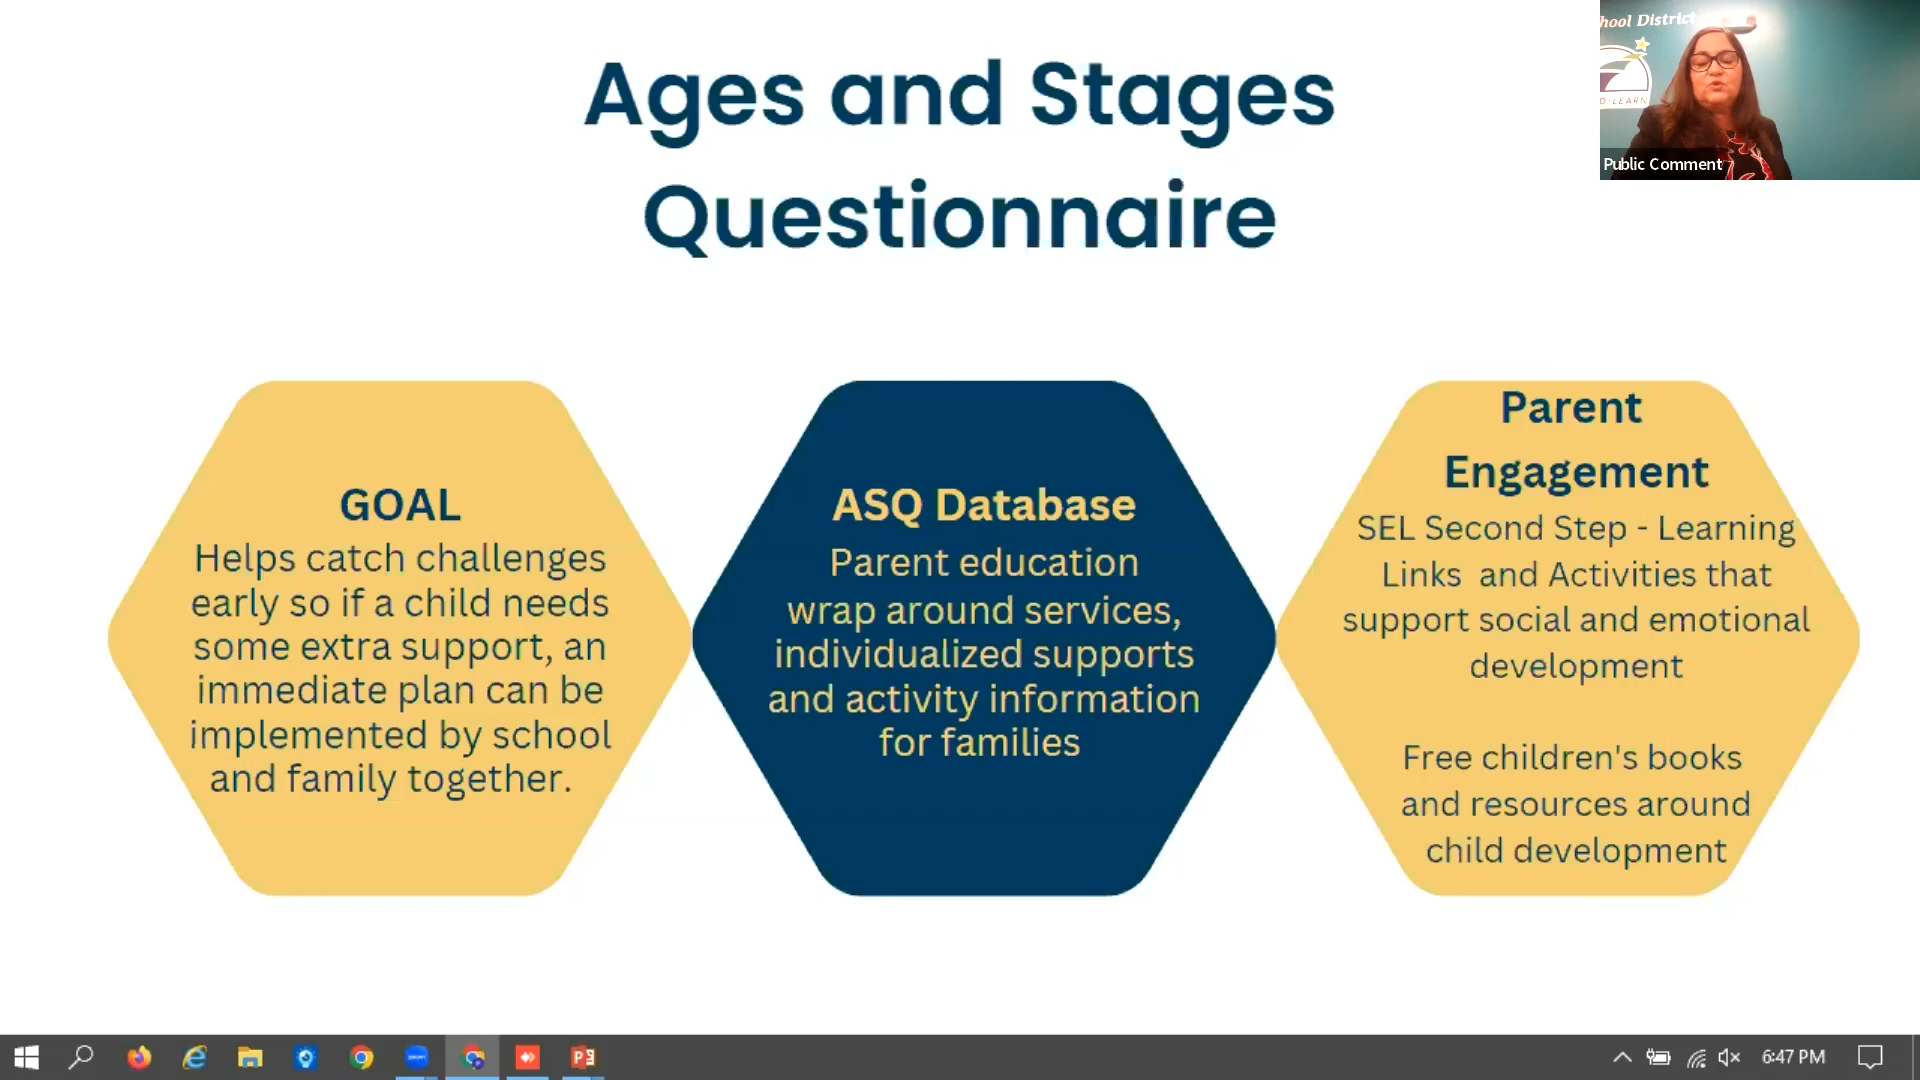 Ages and Stages
Questionnaire
hool District
D·LEARN
Public Comment
GOAL
Helps catch challenges
early so if a child needs
some extra support, an
immediate plan can be
implemented by school
and family together.
ASQ Database
Parent education
wrap around services,
individualized supports
and activity information
for families
Parent
Engagement
SEL Second Step - Learning
Links and Activities that
support social and emotional
development
Free children's books
and resources around
child development
6:47 PM